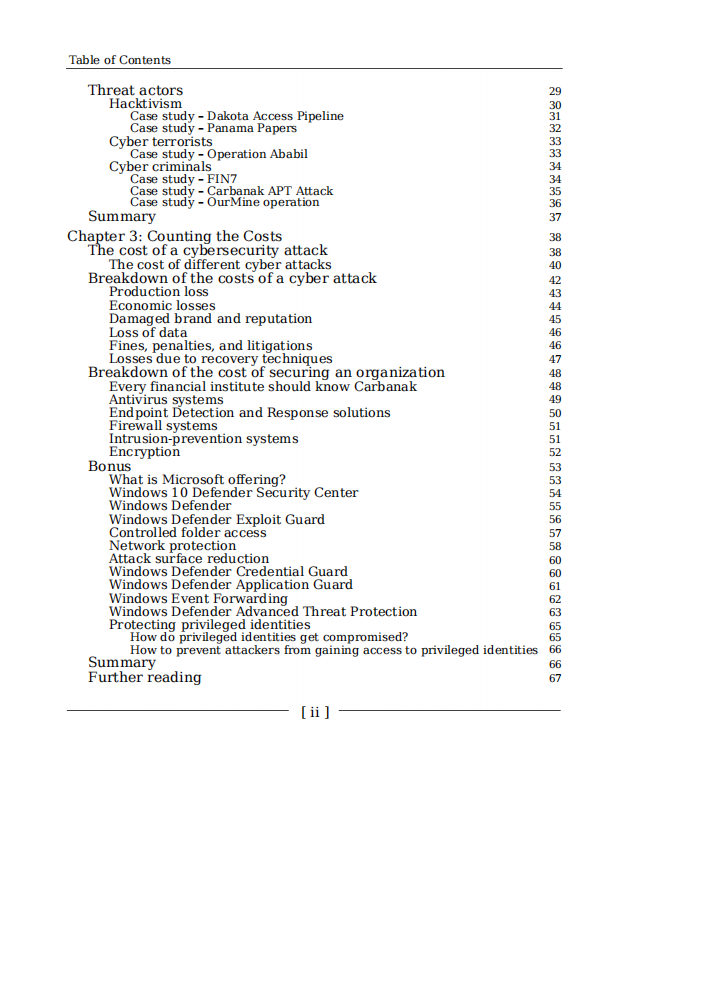 Table of Contents
Threat actors 29
Hacktivism 30
Case study – Dakota Access Pipeline 31
Case study – Panama Papers 32
Cyber terrorists 33
Case study – Operation Ababil 33
Cyber criminals 34
Case study – FIN7 34
Case study – Carbanak APT Attack 35
Case study – OurMine operation 36
Summary 37
Chapter 3: Counting the Costs 38
The cost of a cybersecurity attack 38
The cost of different cyber attacks 40
Breakdown of the costs of a cyber attack 42
Production loss 43
Economic losses 44
Damaged brand and reputation 45
Loss of data 46
Fines, penalties, and litigations 46
Losses due to recovery techniques 47
Breakdown of the cost of securing an organization 48
Every financial institute should know Carbanak 48
Antivirus systems 49
Endpoint Detection and Response solutions 50
Firewall systems 51
Intrusion-prevention systems 51
Encryption 52
Bonus 53
What is Microsoft offering? 53
Windows 10 Defender Security Center 54
Windows Defender 55
Windows Defender Exploit Guard 56
Controlled folder access 57
Network protection 58
Attack surface reduction 60
Windows Defender Credential Guard 60
Windows Defender Application Guard 61
Windows Event Forwarding 62
Windows Defender Advanced Threat Protection 63
Protecting privileged identities 65
How do privileged identities get compromised? 65
How to prevent attackers from gaining access to privileged identities 66
Summary 66
Further reading 67
[ ii ]